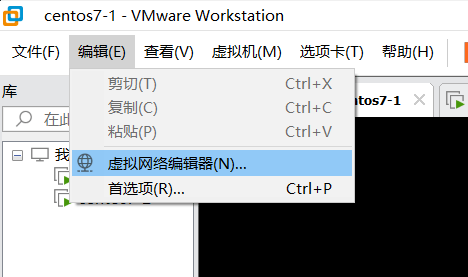 centos7-1 - VMware Workstation
文件(F) 编辑(E) 查看(V) 虚拟机(M) 选项卡(T) 帮助(H)
库
剪切(T) Ctrl+X
复制(C) Ctrl+C
粘贴(P) Ctrl+V
虚拟网络编辑器(N)...
首选项(R)... Ctrl+P
在此
我
ntos7-1